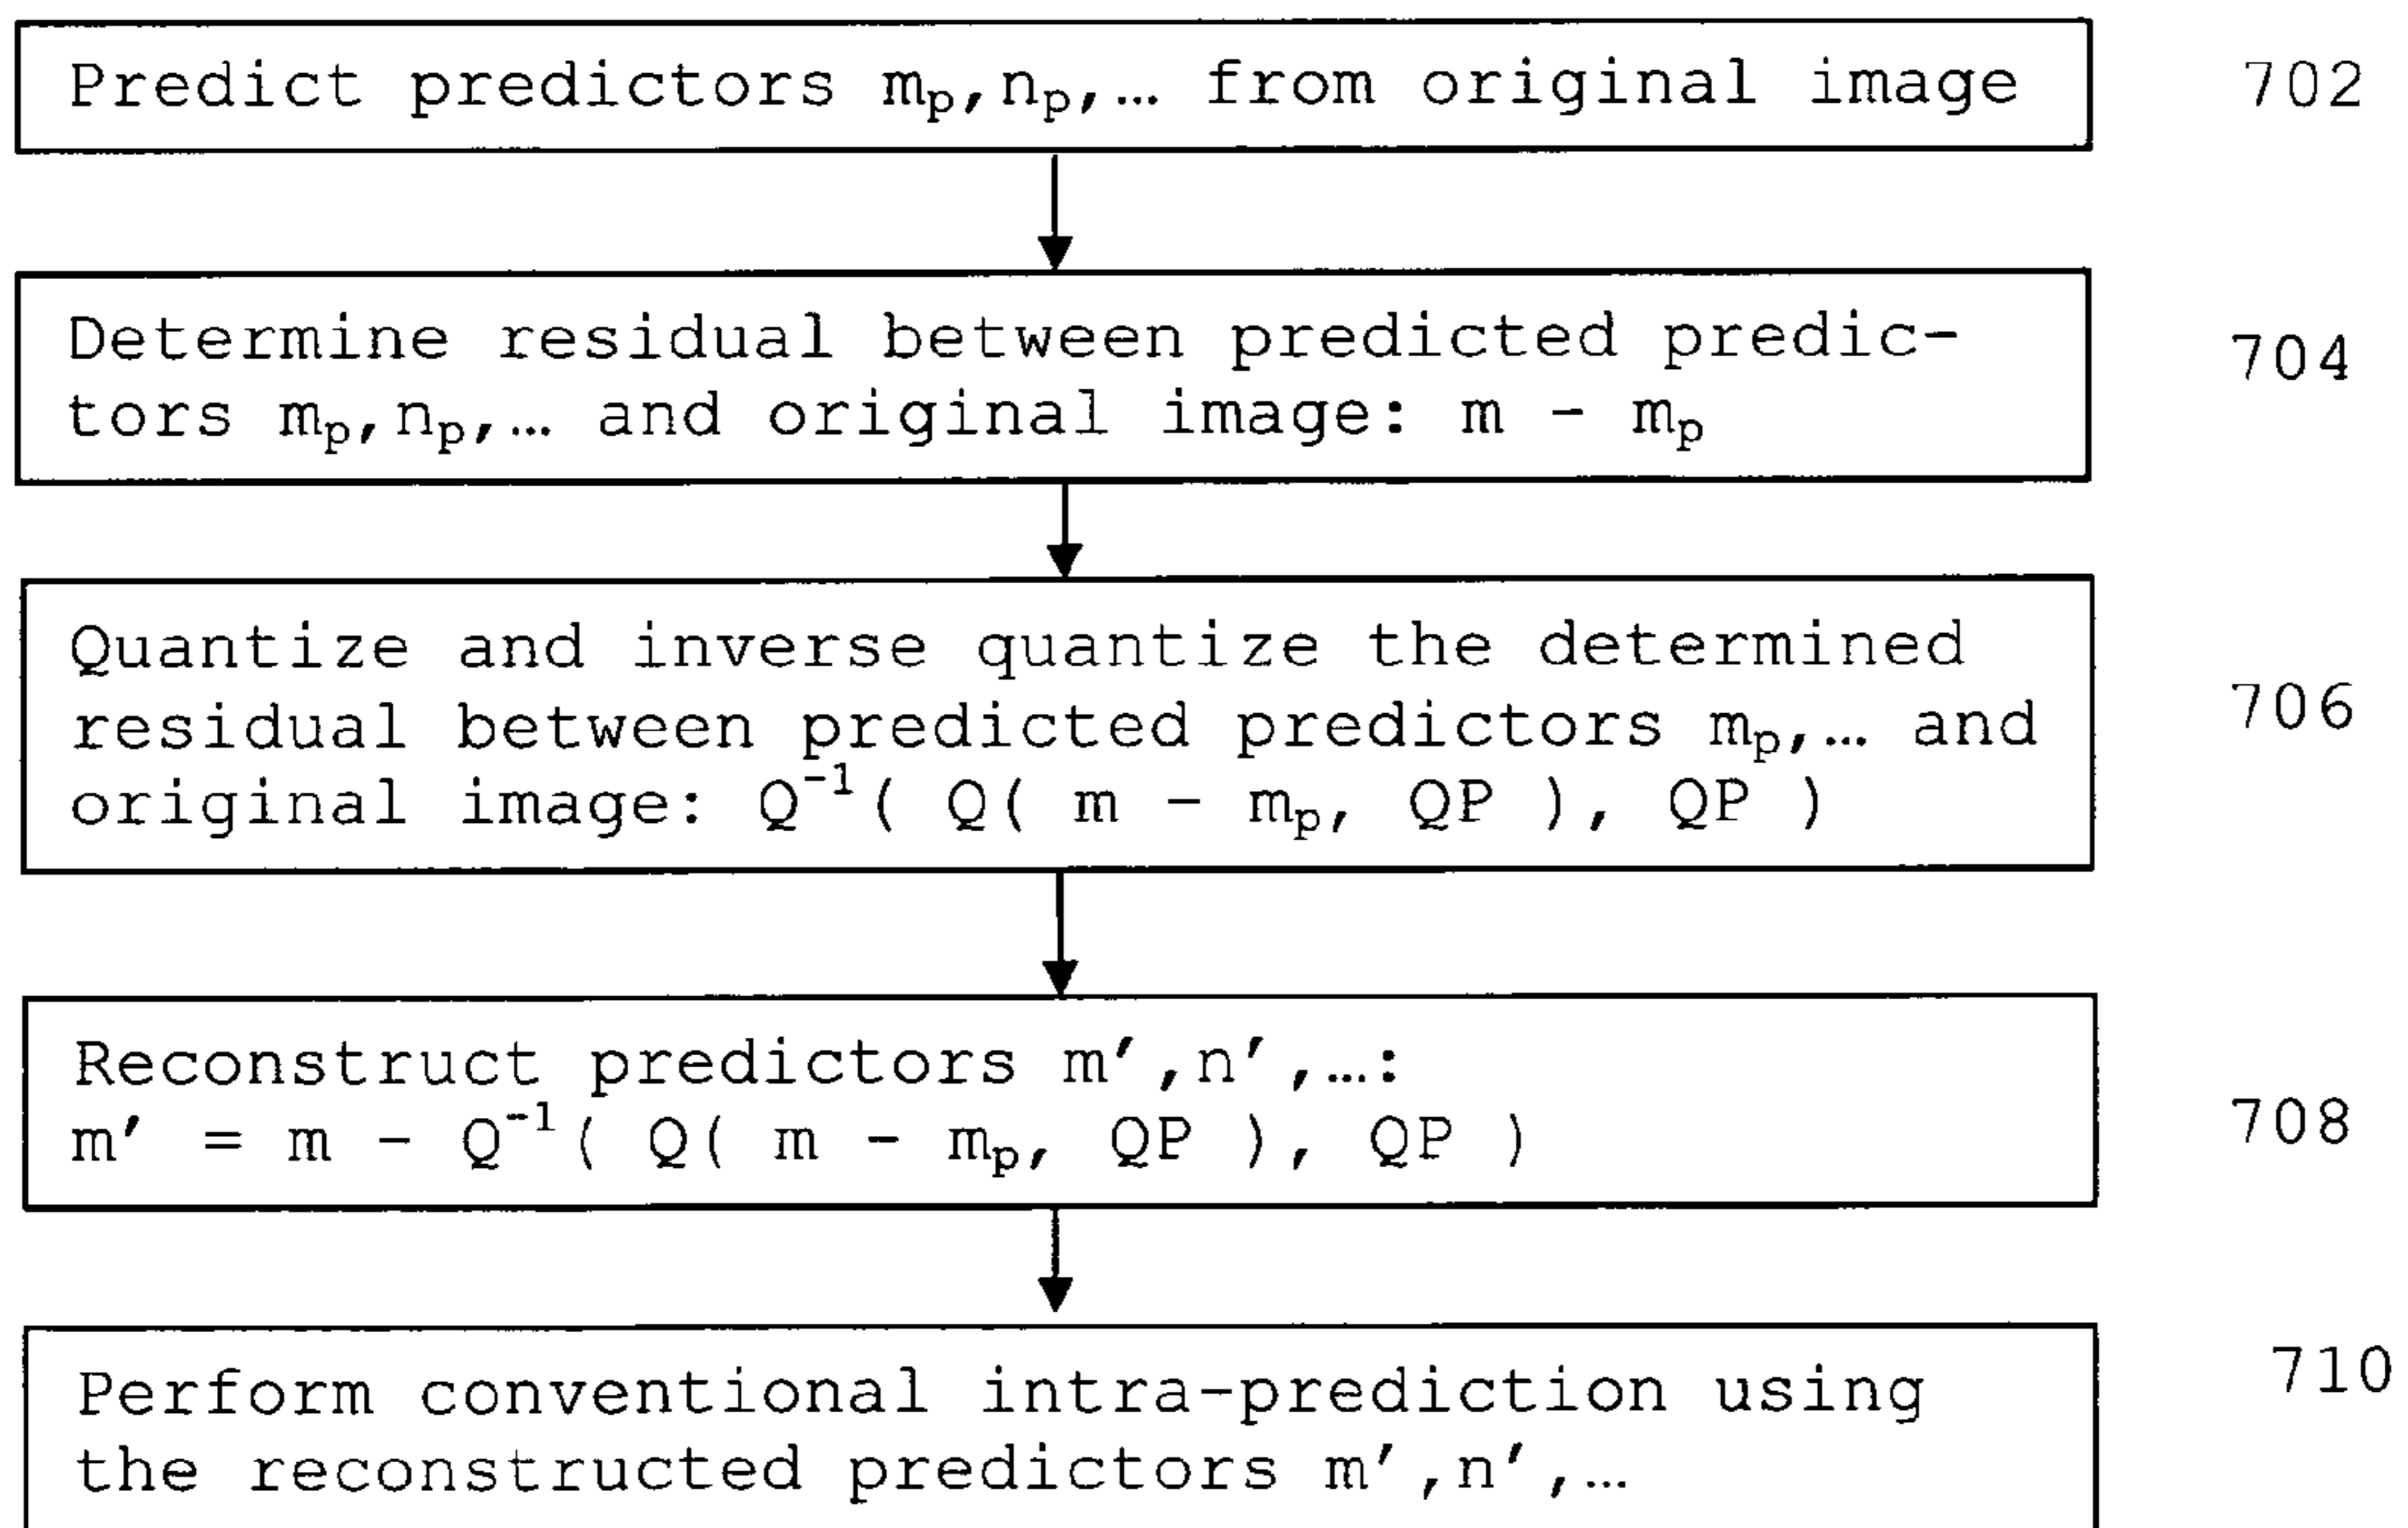 Predict predictors mₚ,nₚ,… from original image 702
Determine residual between predicted predic-
tors mₚ,nₚ,… and original image: m - mₚ
704
Quantize and inverse quantize the determined
residual between predicted predictors mₚ,… and
original image: Q⁻¹( Q( m - mₚ, QP ), QP )
706
Reconstruct predictors m′,n′,…:
m′ = m - Q⁻¹( Q( m - mₚ, QP ), QP )
708
Perform conventional intra-prediction using
the reconstructed predictors m′,n′,…
710